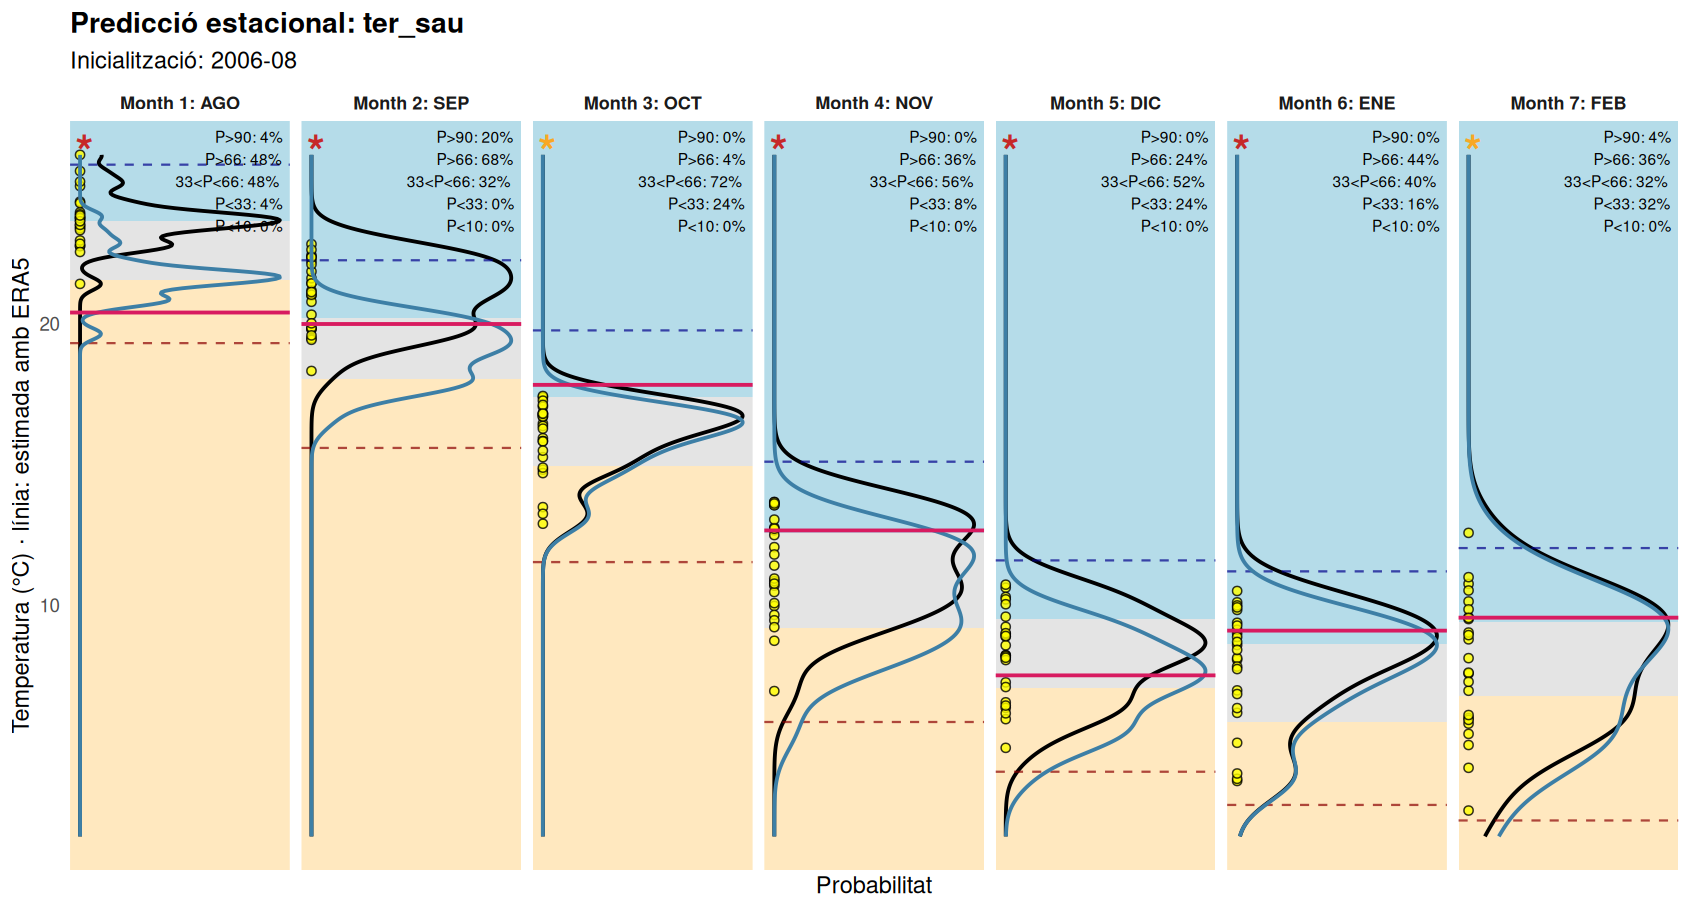 Predicció estacional: ter_sau
Inicialització: 2006-08
Month 1: AGO
Month 2: SEP
Month 3: OCT
Month 4: NOV
Month 5: DIC
Month 6: ENE
Month 7: FEB
P>90: 4%
P>66: 48%
33<P<66: 48%
P<33: 4%
P<10: 0%
P>90: 20%
P>66: 68%
33<P<66: 32%
P<33: 0%
P<10: 0%
P>90: 0%
P>66: 4%
33<P<66: 72%
P<33: 24%
P<10: 0%
P>90: 0%
P>66: 36%
33<P<66: 56%
P<33: 8%
P<10: 0%
P>90: 0%
P>66: 24%
33<P<66: 52%
P<33: 24%
P<10: 0%
P>90: 0%
P>66: 44%
33<P<66: 40%
P<33: 16%
P<10: 0%
P>90: 4%
P>66: 36%
33<P<66: 32%
P<33: 32%
P<10: 0%
Temperatura (°C) · línia: estimada amb ERA5
20
10
Probabilitat